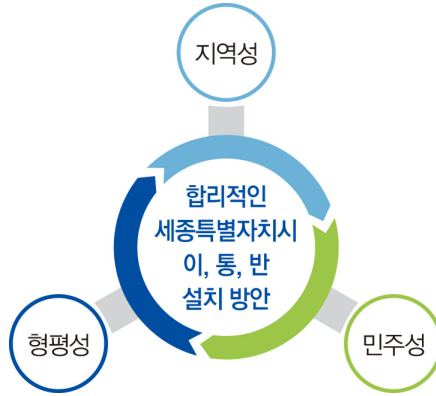 지역성
합리적인
세종특별자치시
이, 통, 반
설치 방안
형평성
민주성